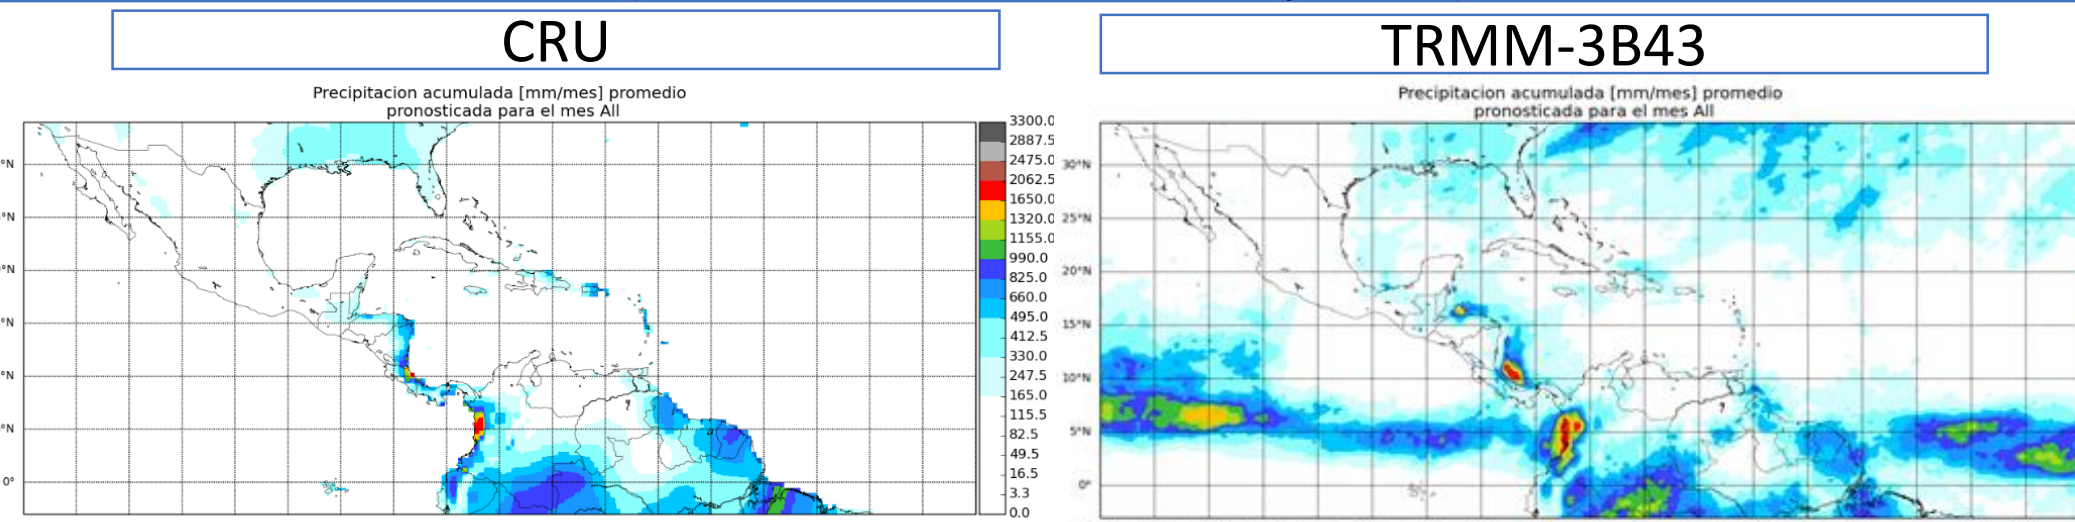 CRU
TRMM-3B43
Precipitacion acumulada [mm/mes] promedio
pronosticada para el mes All
Precipitacion acumulada [mm/mes] promedio
pronosticada para el mes All
°N
°N
°N
°N
°N
°N
0°
3300.0
2887.5
2475.0
2062.5
1650.0
1320.0
1155.0
990.0
825.0
660.0
495.0
412.5
330.0
247.5
165.0
115.5
82.5
49.5
16.5
3.3
0.0
30°N
25°N
20°N
15°N
10°N
5°N
0°